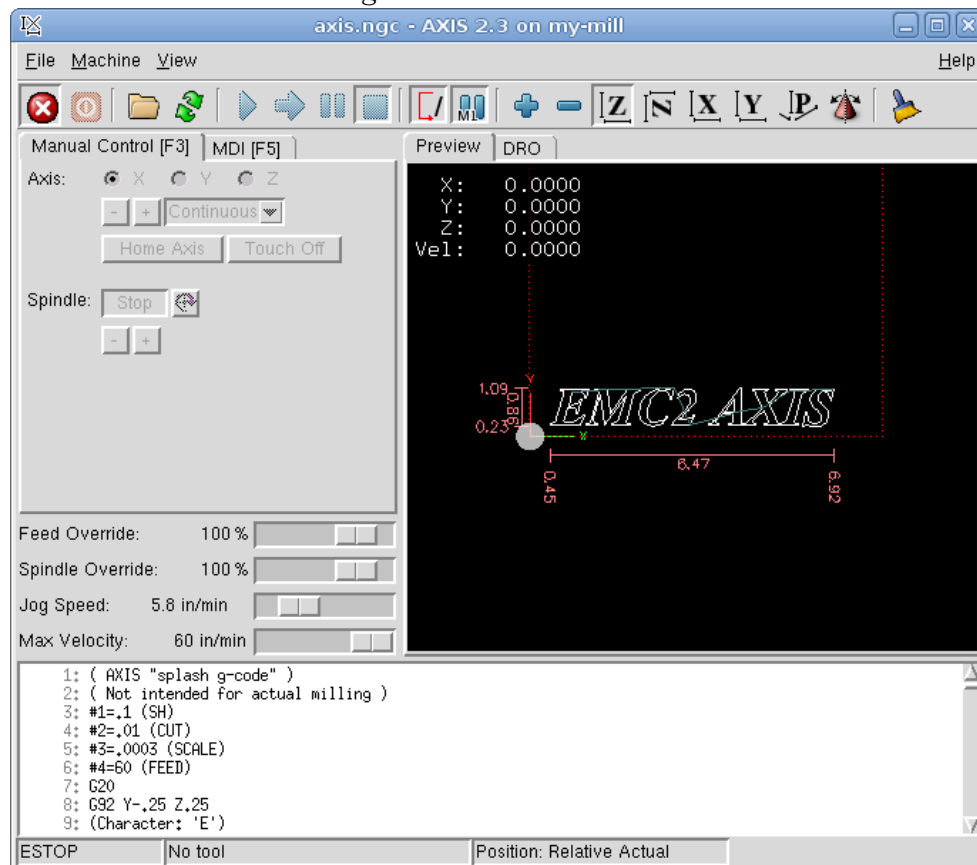 axis.ngc - AXIS 2.3 on my-mill
File Machine View Help
M1 Z N X Y P
Manual Control [F3] MDI [F5] Preview DRO
Axis: X Y Z
- + Continuous
Home Axis Touch Off
Spindle: Stop
- +
X: 0.0000
Y: 0.0000
Z: 0.0000
Vel: 0.0000
Y
1.09
0.86
0.23
EMC2 AXIS
X
6.47
0.45
6.92
Feed Override: 100 %
Spindle Override: 100 %
Jog Speed: 5.8 in/min
Max Velocity: 60 in/min
1: ( AXIS "splash g-code" )
2: ( Not intended for actual milling )
3: #1=.1 (SH)
4: #2=.01 (CUT)
5: #3=.0003 (SCALE)
6: #4=60 (FEED)
7: G20
8: G92 Y-.25 Z.25
9: (Character: 'E')
ESTOP No tool Position: Relative Actual